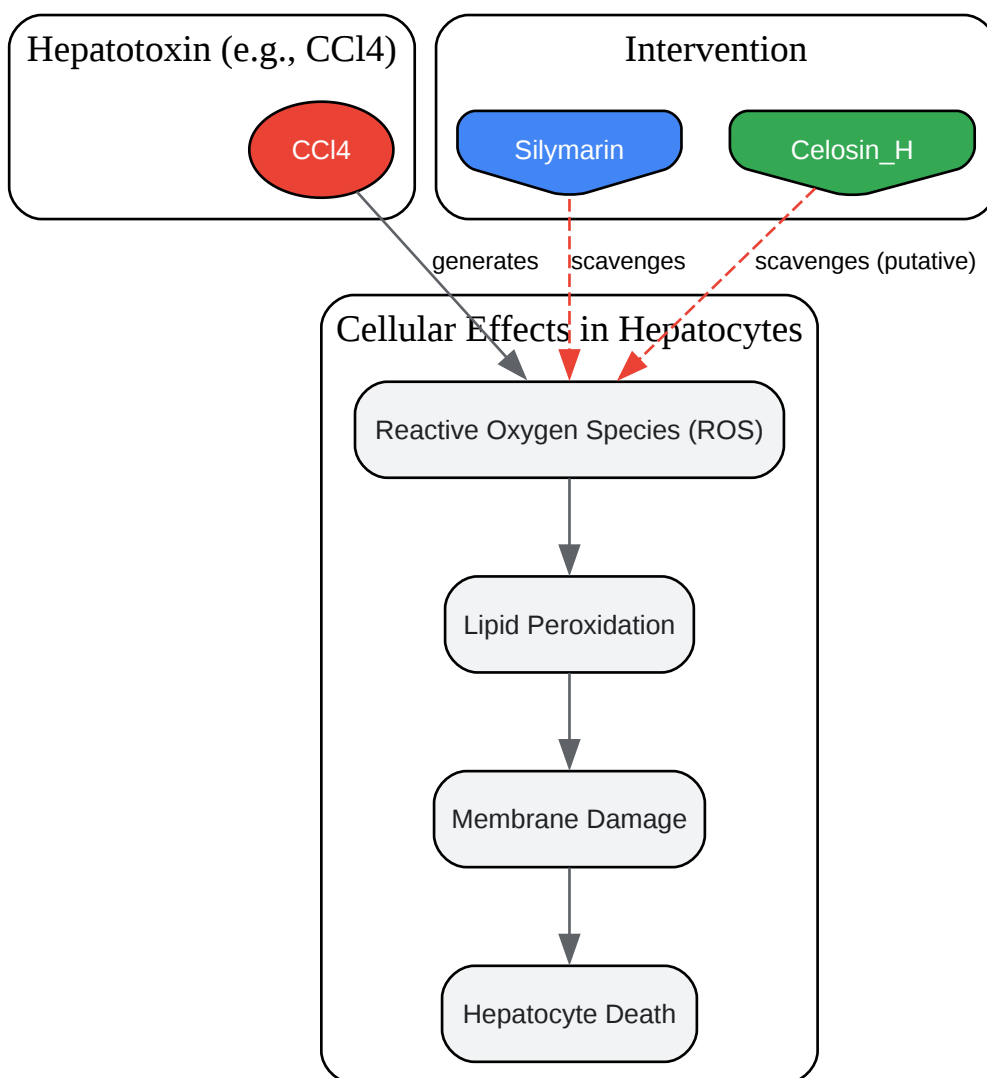 Hepatotoxin (e.g., CCl4)
Intervention
CCl4
Silymarin
Celosin_H
generates
scavenges
scavenges (putative)
Cellular Effects in Hepatocytes
Reactive Oxygen Species (ROS)
Lipid Peroxidation
Membrane Damage
Hepatocyte Death